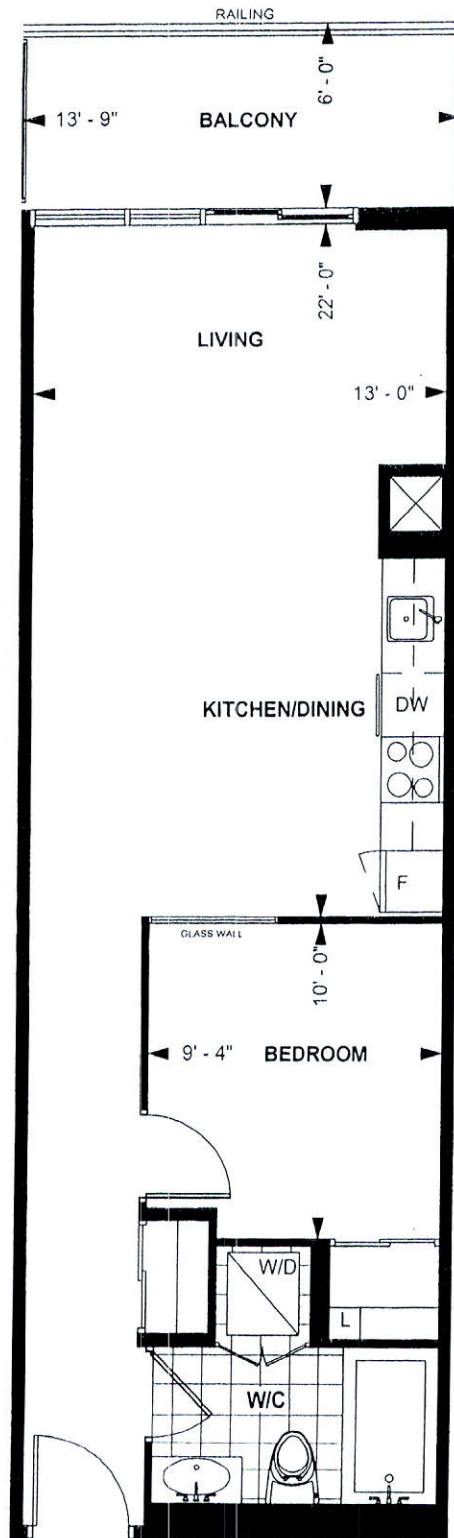 RAILING
6' - 0"
13' - 9"
BALCONY
22' - 0"
LIVING
13' - 0"
KITCHEN/DINING
DW
F
GLASS WALL
10' - 0"
9' - 4"
BEDROOM
W/D
L
W/C